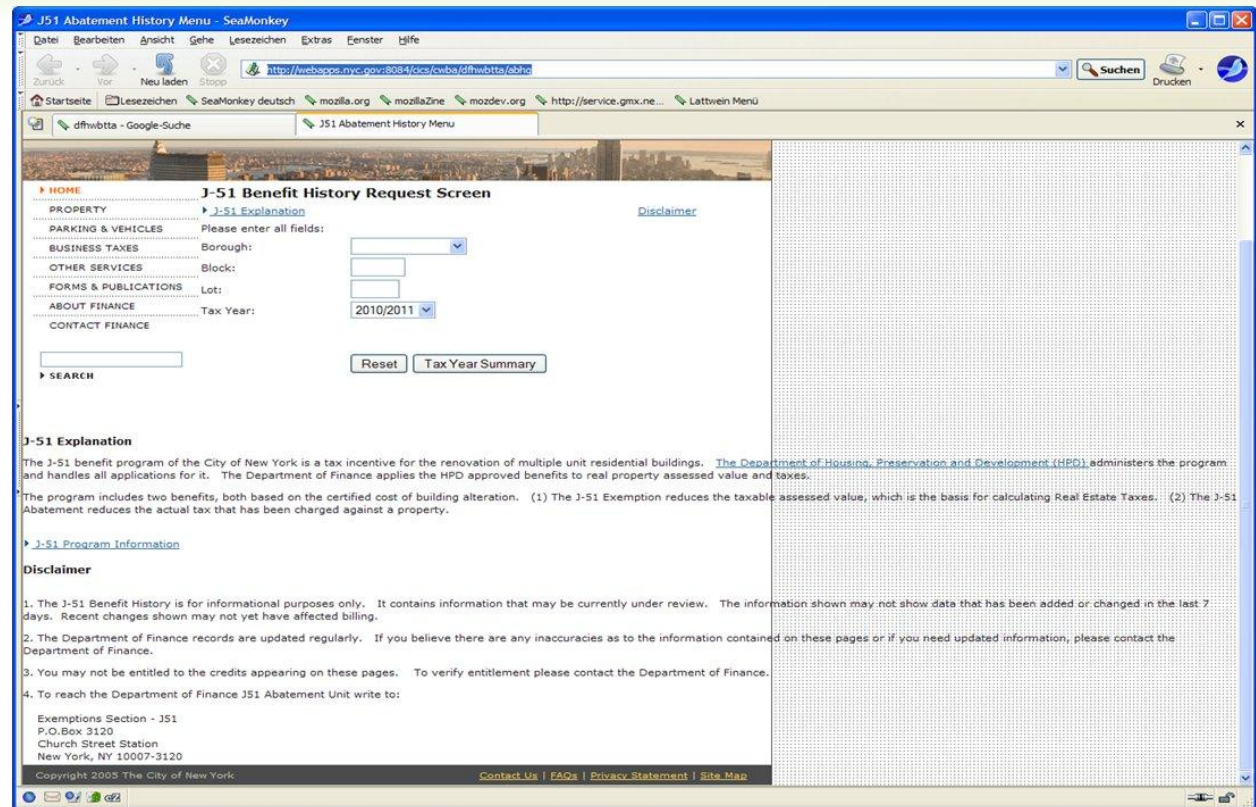 J51 Abatement History Menu - SeaMonkey
Datei Bearbeiten Ansicht Gehe Lesezeichen Extras Fenster Hilfe
Zurück Vor Neu laden Stopp http://webapps.nyc.gov:8084/cics/cwba/dfhwbtta/abhq Suchen Drucken
Startseite Lesezeichen SeaMonkey deutsch mozilla.org mozillaZine mozdev.org http://service.gmx.ne... Lattwein Menü
dfhwbtta - Google-Suche J51 Abatement History Menu
HOME
PROPERTY
PARKING & VEHICLES
BUSINESS TAXES
OTHER SERVICES
FORMS & PUBLICATIONS
ABOUT FINANCE
CONTACT FINANCE
SEARCH
J-51 Benefit History Request Screen
J-51 Explanation Disclaimer
Please enter all fields:
Borough:
Block:
Lot:
Tax Year: 2010/2011
Reset Tax Year Summary
J-51 Explanation
The J-51 benefit program of the City of New York is a tax incentive for the renovation of multiple unit residential buildings. The Department of Housing, Preservation and Development (HPD) administers the program
and handles all applications for it. The Department of Finance applies the HPD approved benefits to real property assessed value and taxes.
The program includes two benefits, both based on the certified cost of building alteration. (1) The J-51 Exemption reduces the taxable assessed value, which is the basis for calculating Real Estate Taxes. (2) The J-51
Abatement reduces the actual tax that has been charged against a property.
J-51 Program Information
Disclaimer
1. The J-51 Benefit History is for informational purposes only. It contains information that may be currently under review. The information shown may not show data that has been added or changed in the last 7
days. Recent changes shown may not yet have affected billing.
2. The Department of Finance records are updated regularly. If you believe there are any inaccuracies as to the information contained on these pages or if you need updated information, please contact the
Department of Finance.
3. You may not be entitled to the credits appearing on these pages. To verify entitlement please contact the Department of Finance.
4. To reach the Department of Finance J51 Abatement Unit write to:
Exemptions Section - J51
P.O.Box 3120
Church Street Station
New York, NY 10007-3120
Copyright 2005 The City of New York Contact Us | FAQs | Privacy Statement | Site Map